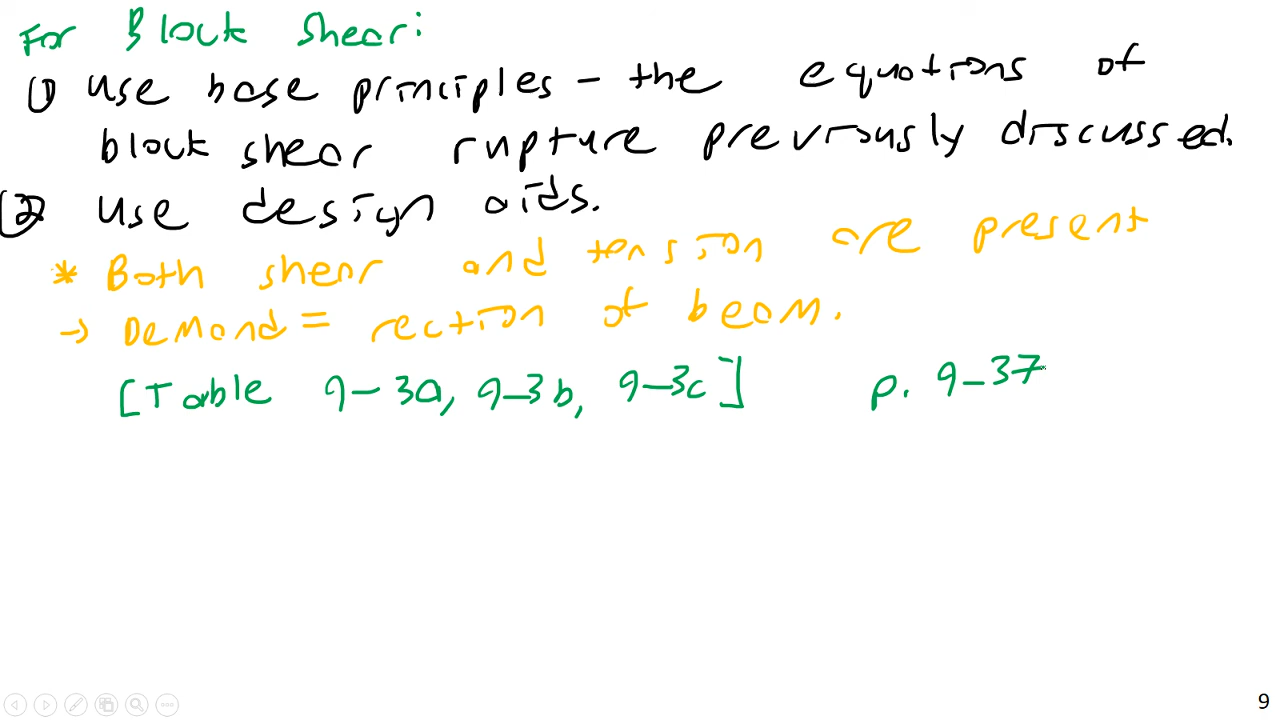 For Block Shear:
(1) Use base principles - the equations of
block shear rupture previously discussed.
(2) Use design aids.
* Both shear and tension are present
→ Demand = rection of beam.
[Table 9-3a, 9-3b, 9-3c] p. 9-37
9